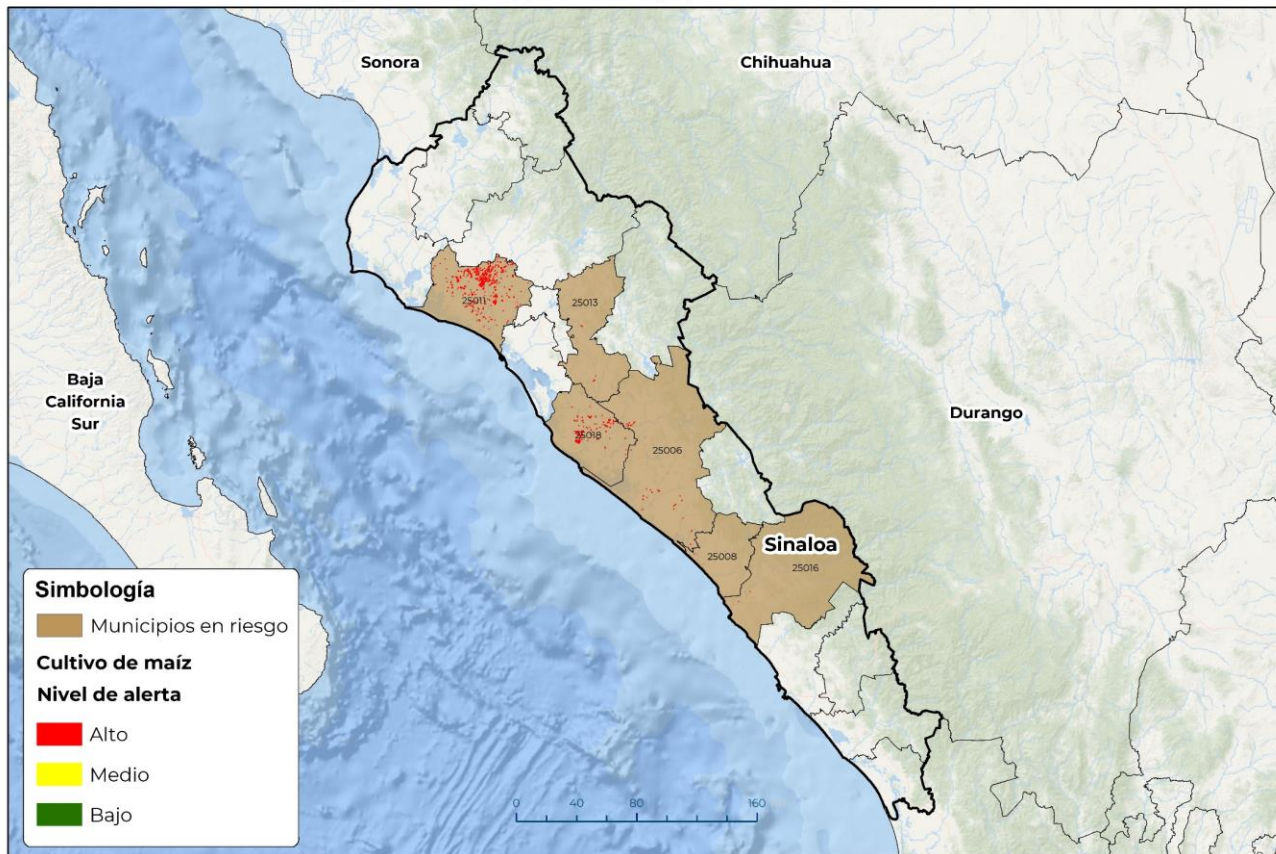 Sonora
Chihuahua
25011
25013
Baja
California
Sur
Durango
25018
25006
Sinaloa
25008
25016
Simbología
Municipios en riesgo
Cultivo de maíz
Nivel de alerta
Alto
Medio
Bajo
0 40 80 160